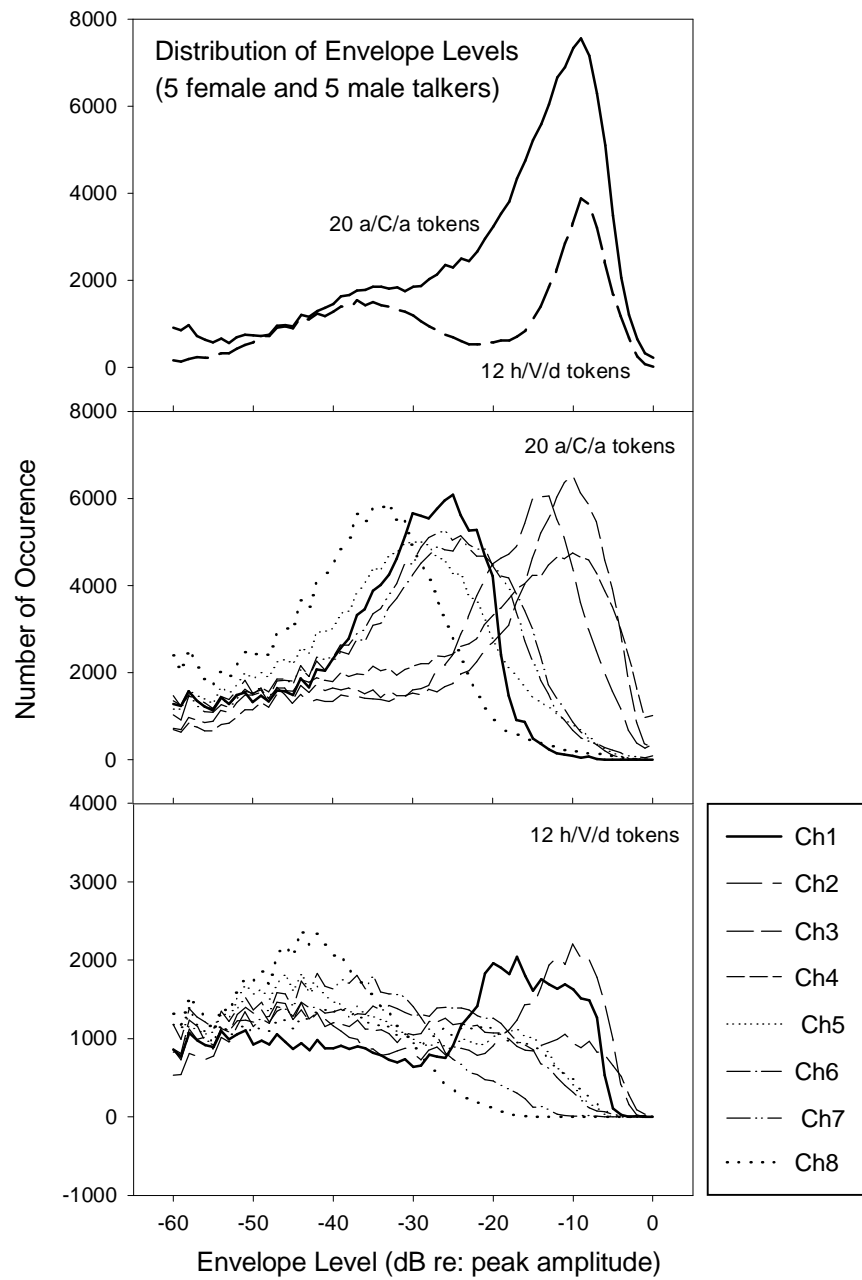 8000
Distribution of Envelope Levels
(5 female and 5 male talkers)
6000
4000
20 a/C/a tokens
2000
12 h/V/d tokens
0
8000
20 a/C/a tokens
6000
4000
2000
0
Number of Occurence
4000
12 h/V/d tokens
3000
2000
1000
0
-1000
-60 -50 -40 -30 -20 -10 0
Envelope Level (dB re: peak amplitude)
Ch1
Ch2
Ch3
Ch4
Ch5
Ch6
Ch7
Ch8